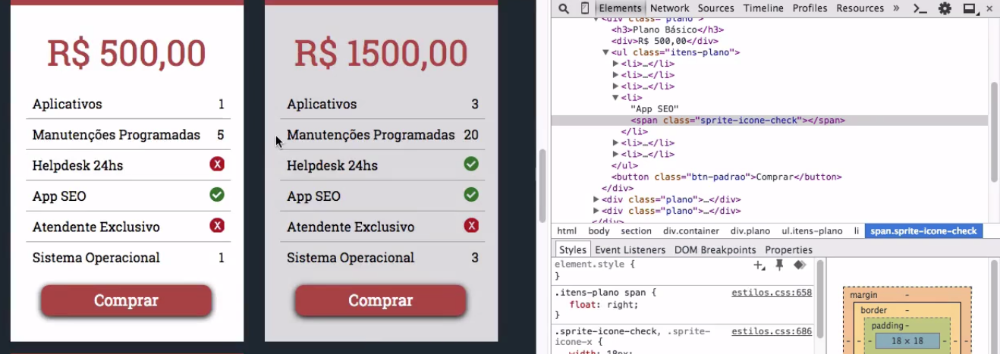 R$ 500,00
Aplicativos 1
Manutenções Programadas 5
Helpdesk 24hs
App SEO
Atendente Exclusivo
Sistema Operacional 1
Comprar
R$ 1500,00
Aplicativos 3
Manutenções Programadas 20
Helpdesk 24hs
App SEO
Atendente Exclusivo
Sistema Operacional 3
Comprar
Elements Network Sources Timeline Profiles Resources »
<div class="plano">
<h3>Plano Básico</h3>
<div>R$ 500,00</div>
▼<ul class="itens-plano">
▶<li>…</li>
▶<li>…</li>
▶<li>…</li>
▼<li>
"App SEO"
<span class="sprite-icone-check"></span>
</li>
▶<li>…</li>
▶<li>…</li>
</ul>
<button class="btn-padrao">Comprar</button>
</div>
▶<div class="plano">…</div>
▶<div class="plano">…</div>
</div>
html body section div.container div.plano ul.itens-plano li span.sprite-icone-check
Styles Event Listeners DOM Breakpoints Properties
element.style {
}
.itens-plano span { estilos.css:658
float: right;
}
.sprite-icone-check, .sprite-icone-x { estilos.css:686
width: 18px;
margin -
border -
padding -
- - - 18 × 18 - - -